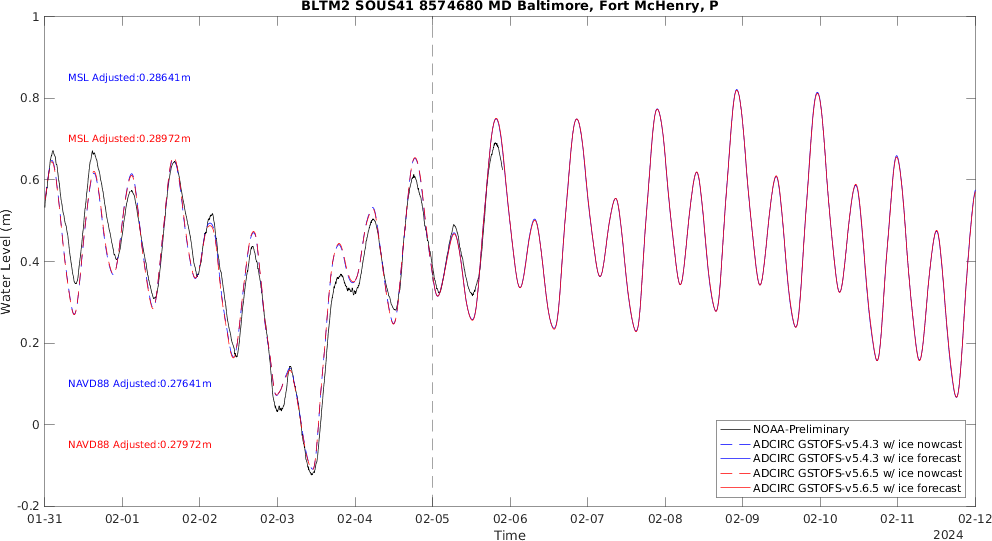 BLTM2 SOUS41 8574680 MD Baltimore, Fort McHenry, P
1
0.8
0.6
0.4
0.2
0
-0.2
Water Level (m)
MSL Adjusted:0.28641m
MSL Adjusted:0.28972m
NAVD88 Adjusted:0.27641m
NAVD88 Adjusted:0.27972m
NOAA-Preliminary
ADCIRC GSTOFS-v5.4.3 w/ ice nowcast
ADCIRC GSTOFS-v5.4.3 w/ ice forecast
ADCIRC GSTOFS-v5.6.5 w/ ice nowcast
ADCIRC GSTOFS-v5.6.5 w/ ice forecast
01-31 02-01 02-02 02-03 02-04 02-05 02-06 02-07 02-08 02-09 02-10 02-11 02-12
Time
2024